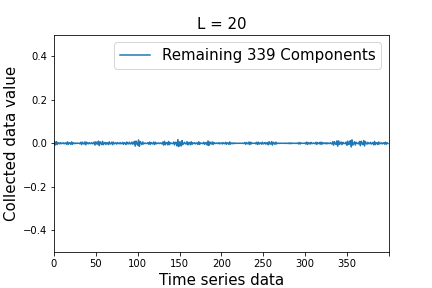 L = 20
Remaining 339 Components
Collected data value
0.4
0.2
0.0
−0.2
−0.4
0 50 100 150 200 250 300 350
Time series data